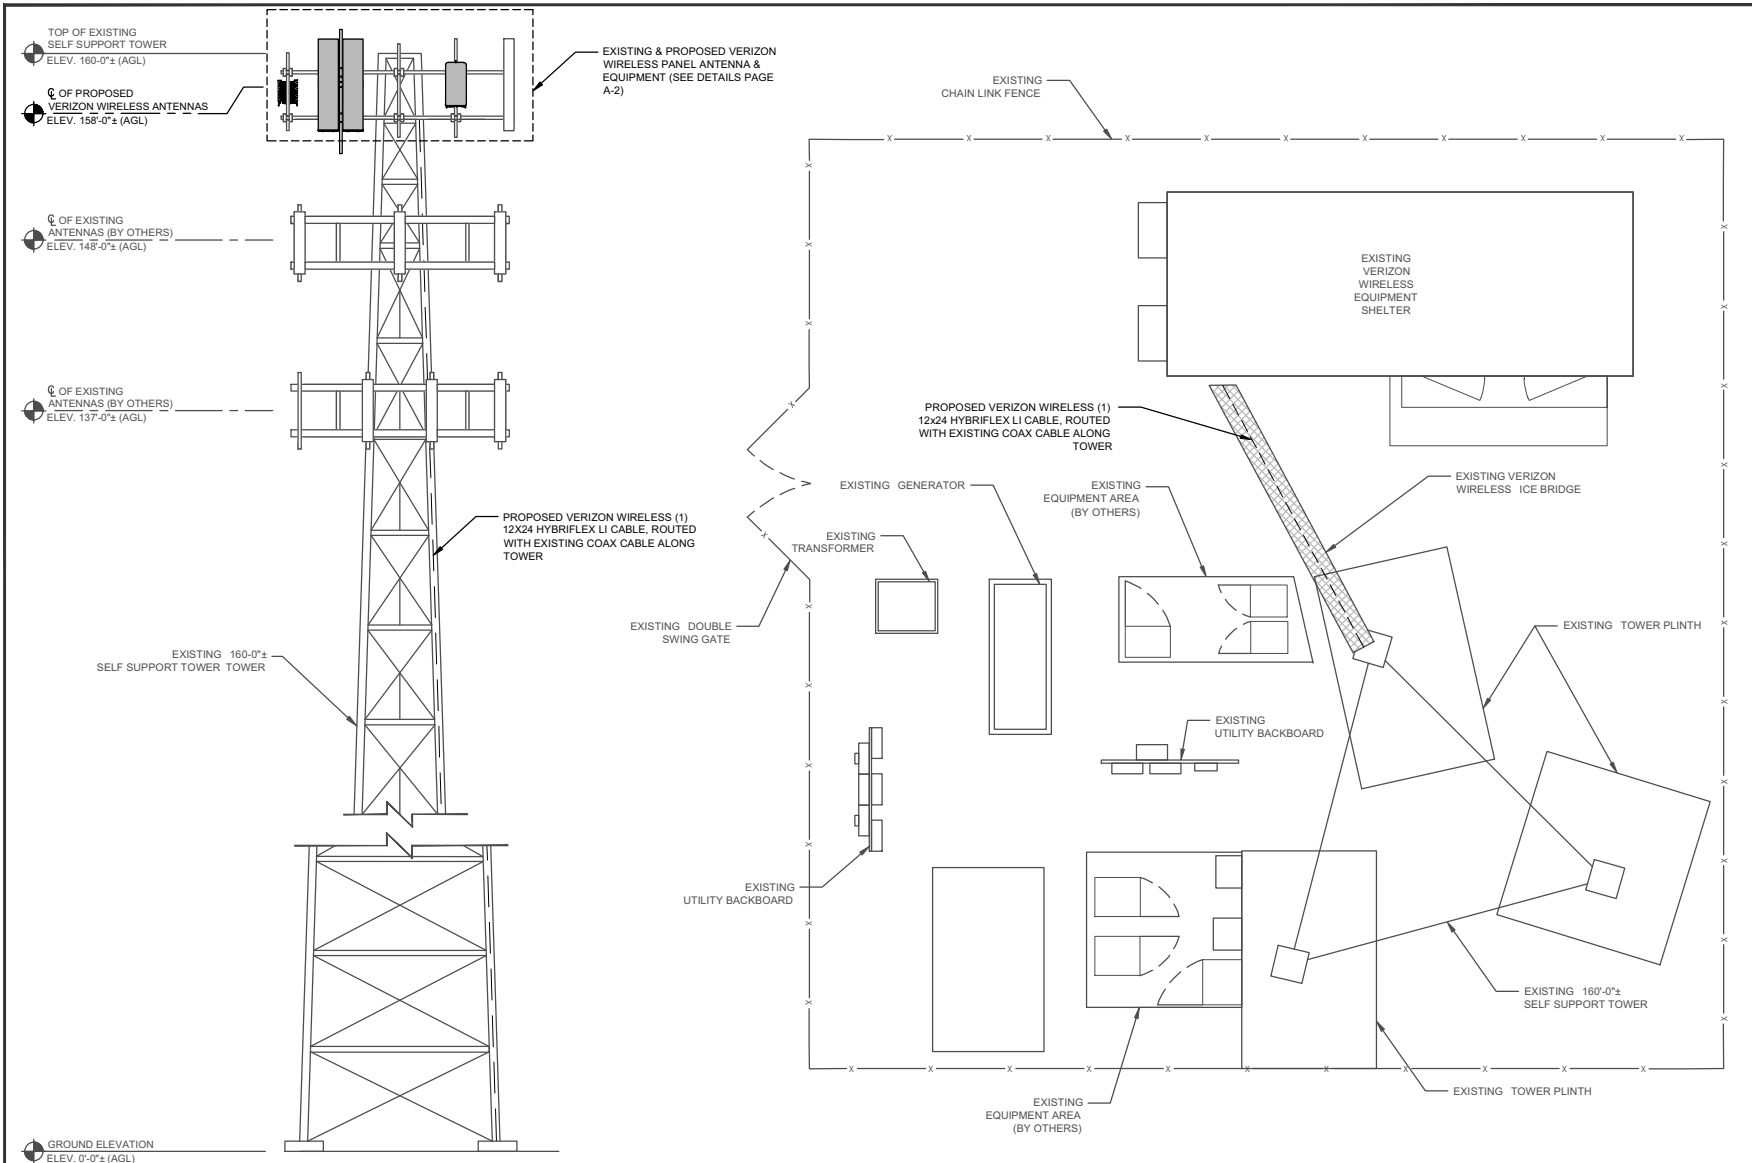 TOP OF EXISTING
SELF SUPPORT TOWER
ELEV. 160-0"± (AGL)
℄ OF PROPOSED
VERIZON WIRELESS ANTENNAS
ELEV. 158'-0"± (AGL)
℄ OF EXISTING
ANTENNAS (BY OTHERS)
ELEV. 148'-0"± (AGL)
℄ OF EXISTING
ANTENNAS (BY OTHERS)
ELEV. 137'-0"± (AGL)
EXISTING & PROPOSED VERIZON
WIRELESS PANEL ANTENNA &
EQUIPMENT (SEE DETAILS PAGE
A-2)
PROPOSED VERIZON WIRELESS (1)
12X24 HYBRIFLEX LI CABLE, ROUTED
WITH EXISTING COAX CABLE ALONG
TOWER
EXISTING 160-0"±
SELF SUPPORT TOWER TOWER
GROUND ELEVATION
ELEV. 0'-0"± (AGL)
EXISTING
CHAIN LINK FENCE
EXISTING
VERIZON
WIRELESS
EQUIPMENT
SHELTER
PROPOSED VERIZON WIRELESS (1)
12x24 HYBRIFLEX LI CABLE, ROUTED
WITH EXISTING COAX CABLE ALONG
TOWER
EXISTING VERIZON
WIRELESS ICE BRIDGE
EXISTING GENERATOR
EXISTING
EQUIPMENT AREA
(BY OTHERS)
EXISTING
TRANSFORMER
EXISTING DOUBLE
SWING GATE
EXISTING TOWER PLINTH
EXISTING
UTILITY BACKBOARD
EXISTING
UTILITY BACKBOARD
EXISTING 160'-0"±
SELF SUPPORT TOWER
EXISTING TOWER PLINTH
EXISTING
EQUIPMENT AREA
(BY OTHERS)